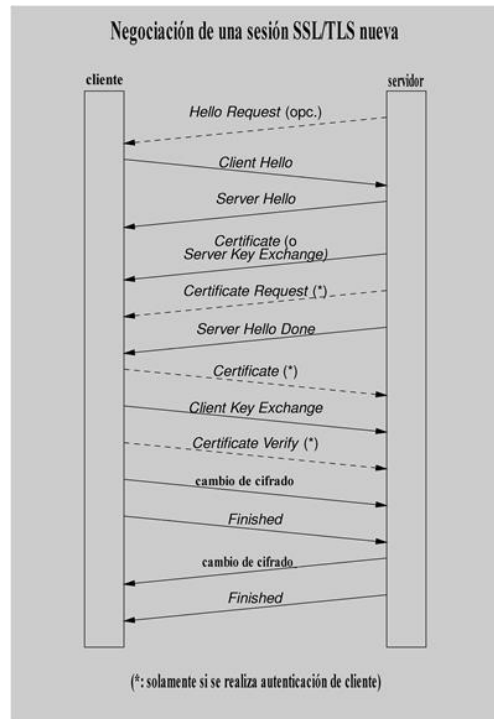 Negociación de una sesión SSL/TLS nueva
cliente
servidor
Hello Request (opc.)
Client Hello
Server Hello
Certificate (o
Server Key Exchange)
Certificate Request (*)
Server Hello Done
Certificate (*)
Client Key Exchange
Certificate Verify (*)
cambio de cifrado
Finished
cambio de cifrado
Finished
(*: solamente si se realiza autenticación de cliente)